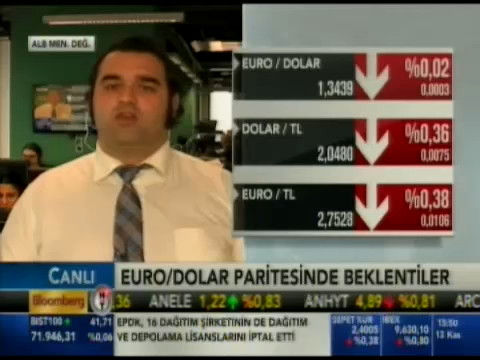 ALB MEN. DEĞ.
EURO / DOLAR
%0,02
1,3439
0,0003
DOLAR / TL
%0,36
2,0480
0,0075
EURO / TL
%0,38
2,7528
0,0106
CANLI
EURO/DOLAR PARİTESİNDE BEKLENTİLER
Bloomberg
,36 ANELE 1,22 %0,83 ANHYT 4,89 %0,81 ARC
BIST100 41,71
71.946,31 %0,06
EPDK, 16 DAĞITIM ŞİRKETİNİN DE DAĞITIM
VE DEPOLAMA LİSANSLARINI İPTAL ETTİ
SEPET KUR
2,4005
%0,38
9.630,10
%0,80
15:50
13 Kas